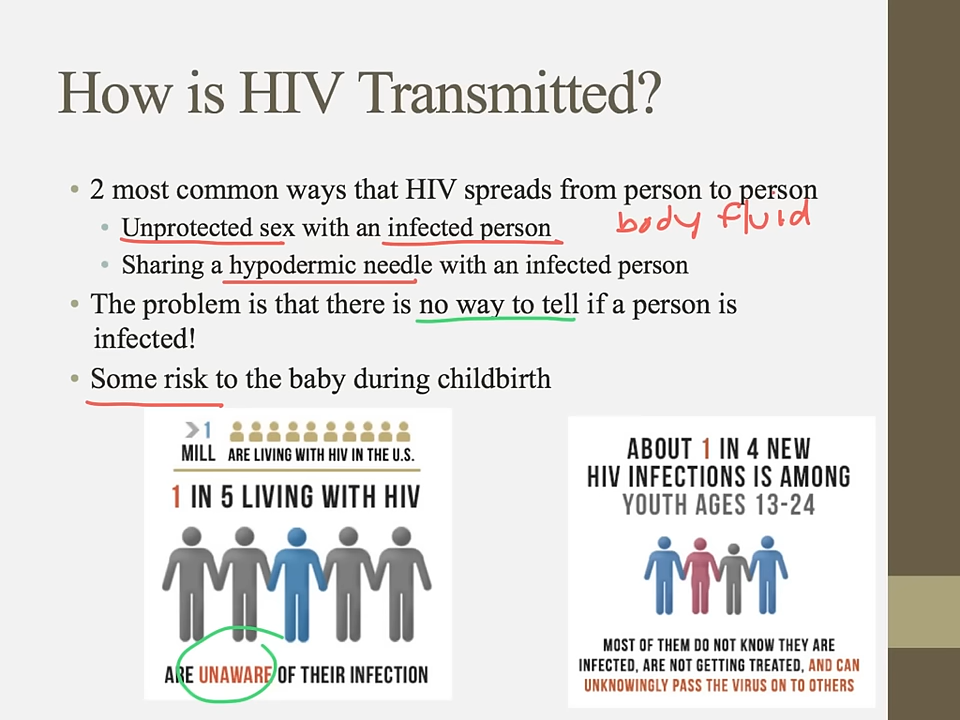 How is HIV Transmitted?
• 2 most common ways that HIV spreads from person to person
• Unprotected sex with an infected person
body fluid
• Sharing a hypodermic needle with an infected person
• The problem is that there is no way to tell if a person is
infected!
• Some risk to the baby during childbirth
>1
MILL ARE LIVING WITH HIV IN THE U.S.
1 IN 5 LIVING WITH HIV
ARE UNAWARE OF THEIR INFECTION
ABOUT 1 IN 4 NEW
HIV INFECTIONS IS AMONG
YOUTH AGES 13-24
MOST OF THEM DO NOT KNOW THEY ARE
INFECTED, ARE NOT GETTING TREATED, AND CAN
UNKNOWINGLY PASS THE VIRUS ON TO OTHERS